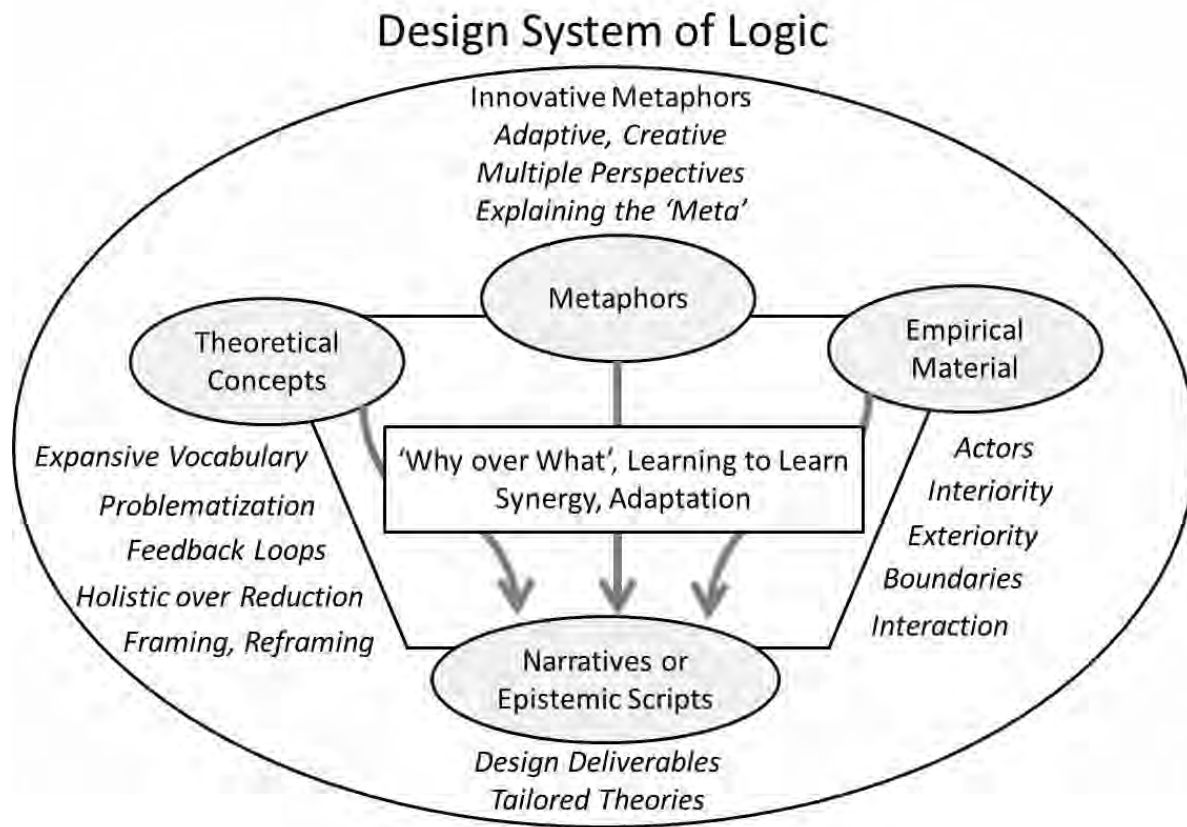 Design System of Logic
Innovative Metaphors
Adaptive, Creative
Multiple Perspectives
Explaining the ‘Meta’
Metaphors
Theoretical
Concepts
Empirical
Material
‘Why over What’, Learning to Learn
Synergy, Adaptation
Expansive Vocabulary
Problematization
Feedback Loops
Holistic over Reduction
Framing, Reframing
Actors
Interiority
Exteriority
Boundaries
Interaction
Narratives or
Epistemic Scripts
Design Deliverables
Tailored Theories